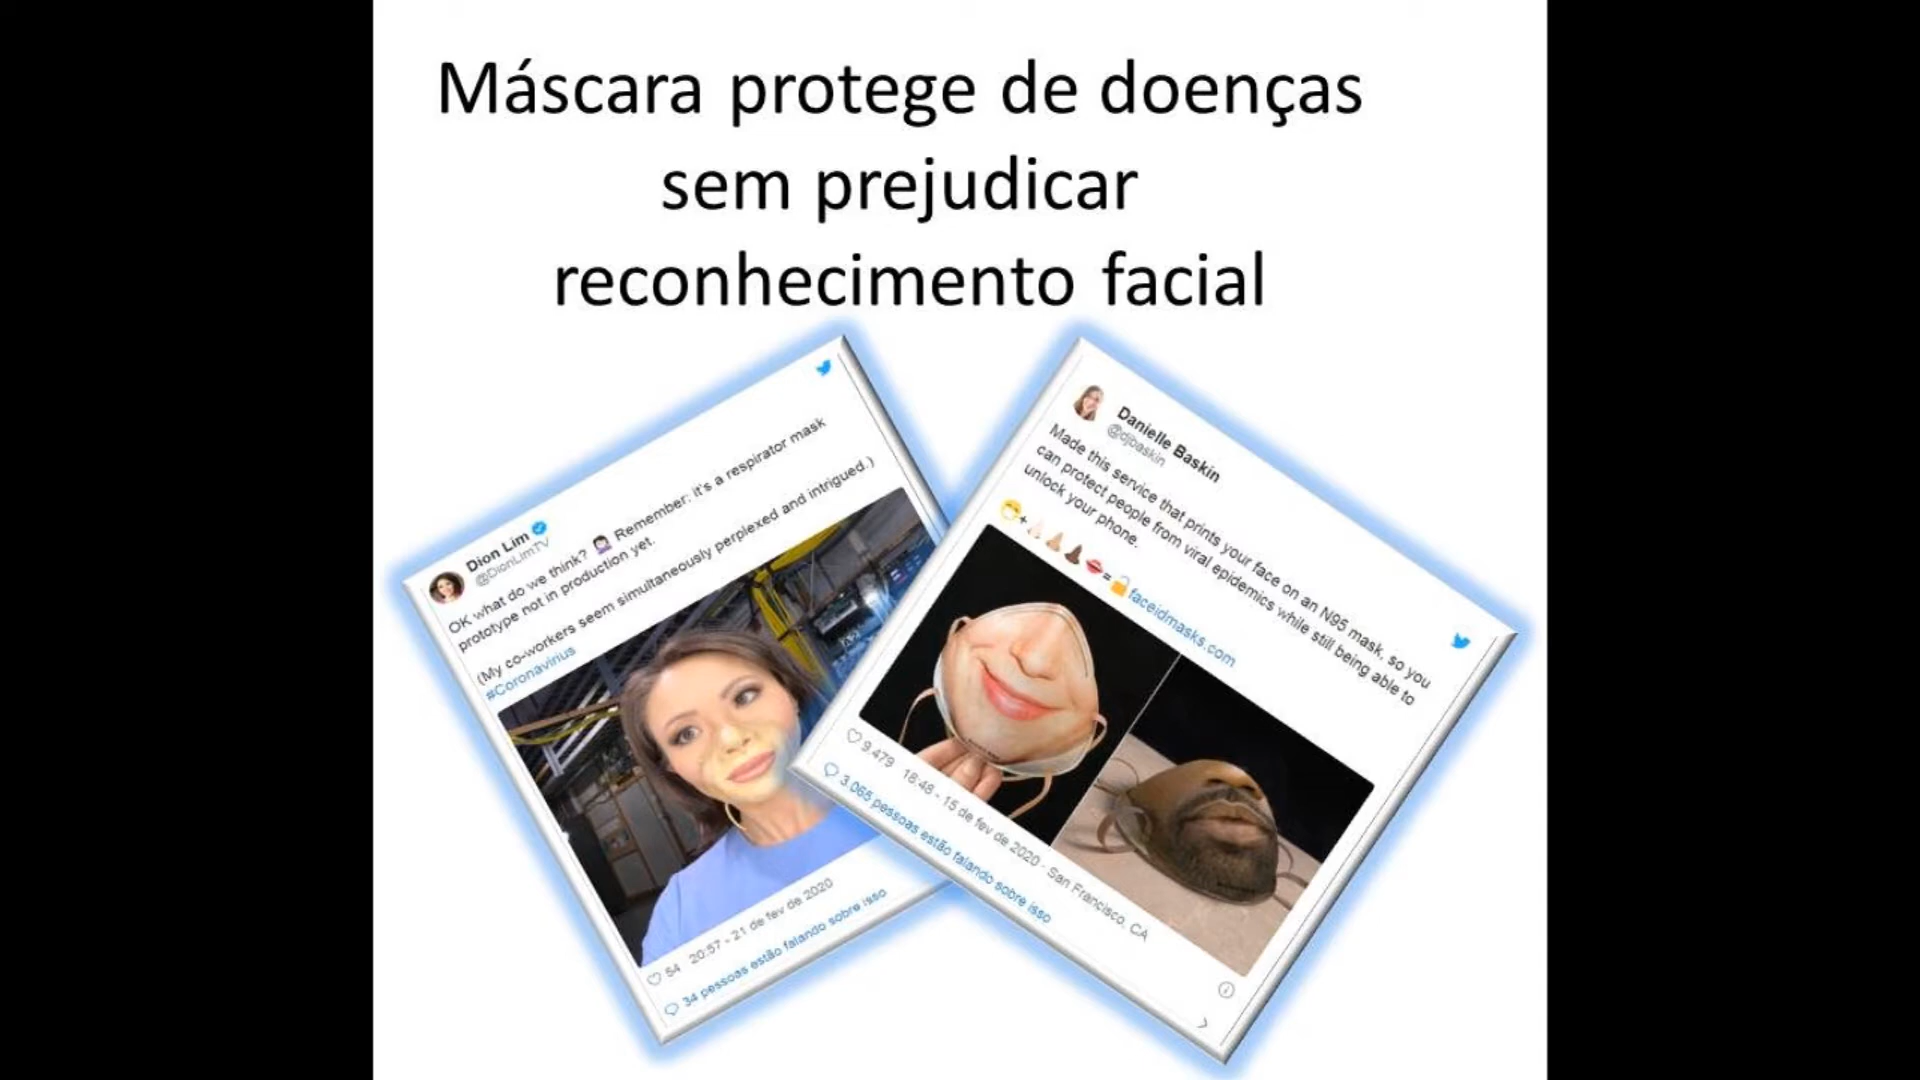 Máscara protege de doenças
sem prejudicar
reconhecimento facial
Dion Lim
@DionLimTV
OK what do we think? Remember: it's a respirator mask
prototype not in production yet.
(My co-workers seem simultaneously perplexed and intrigued.)
#Coronavirius
54 20:57 - 21 de fev de 2020
34 pessoas estão falando sobre isso
Danielle Baskin
@djbaskin
Made this service that prints your face on an N95 mask, so you
can protect people from viral epidemics while still being able to
unlock your phone.
+ = faceidmasks.com
9.479 18:48 - 15 de fev de 2020 - San Francisco, CA
3.065 pessoas estão falando sobre isso